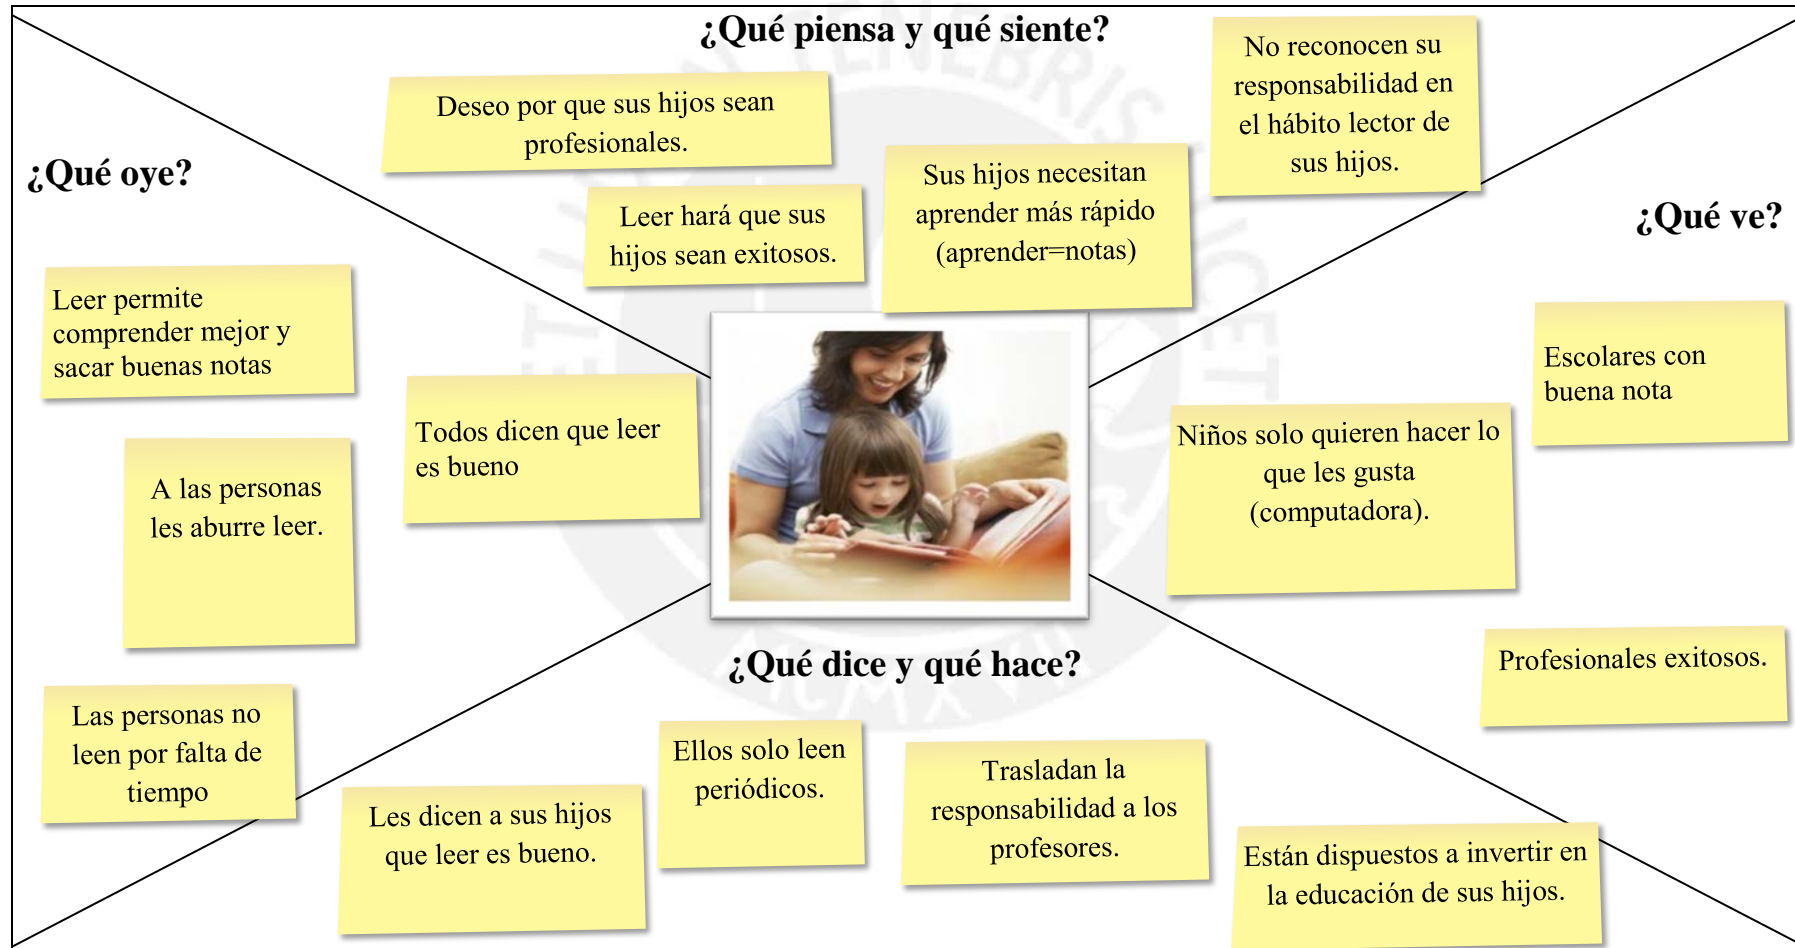 ¿Qué piensa y qué siente?
Deseo por que sus hijos sean
profesionales.
Leer hará que sus
hijos sean exitosos.
Sus hijos necesitan
aprender más rápido
(aprender=notas)
No reconocen su
responsabilidad en
el hábito lector de
sus hijos.
¿Qué oye?
Leer permite
comprender mejor y
sacar buenas notas
Todos dicen que leer
es bueno
A las personas
les aburre leer.
Las personas no
leen por falta de
tiempo
¿Qué ve?
Escolares con
buena nota
Niños solo quieren hacer lo
que les gusta
(computadora).
Profesionales exitosos.
¿Qué dice y qué hace?
Les dicen a sus hijos
que leer es bueno.
Ellos solo leen
periódicos.
Trasladan la
responsabilidad a los
profesores.
Están dispuestos a invertir en
la educación de sus hijos.
TENEBRIS
MCMXVII